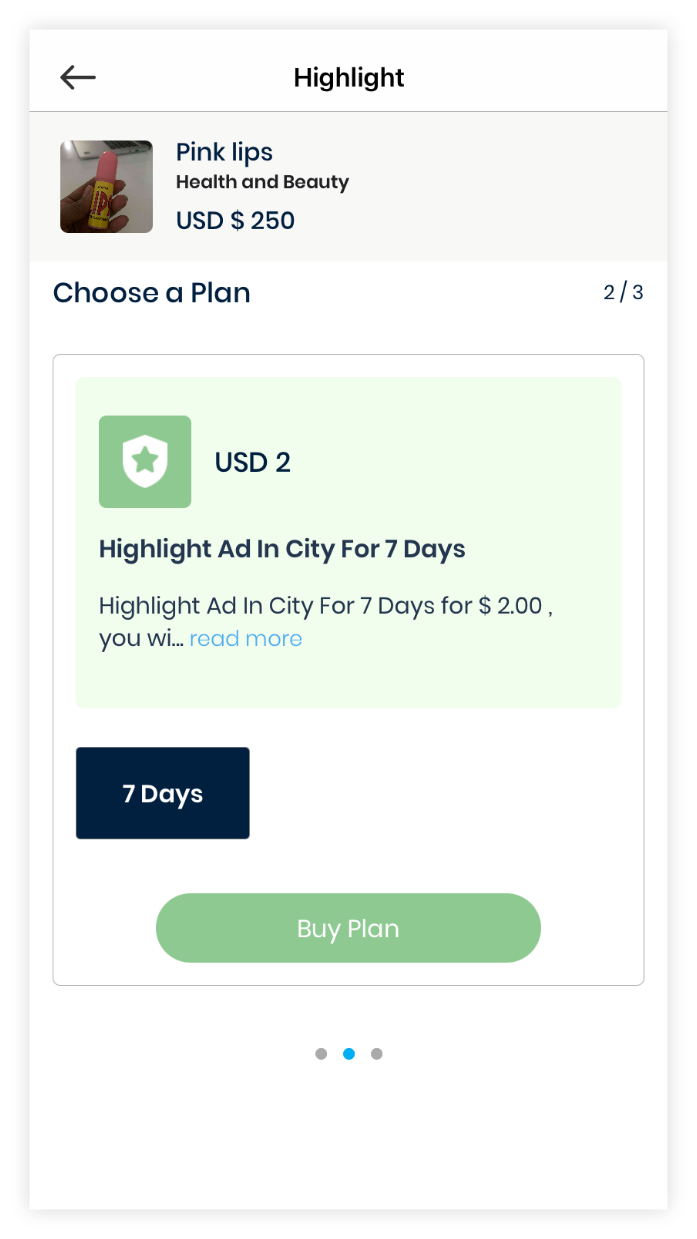 Highlight
Pink lips
Health and Beauty
USD $ 250
Choose a Plan
2 / 3
USD 2
Highlight Ad In City For 7 Days
Highlight Ad In City For 7 Days for $ 2.00 ,
you wi... read more
7 Days
Buy Plan